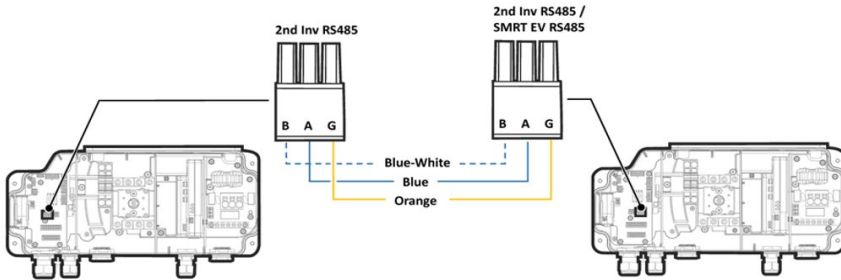 2nd Inv RS485
2nd Inv RS485 /
SMRT EV RS485
B A G
B A G
Blue-White
Blue
Orange